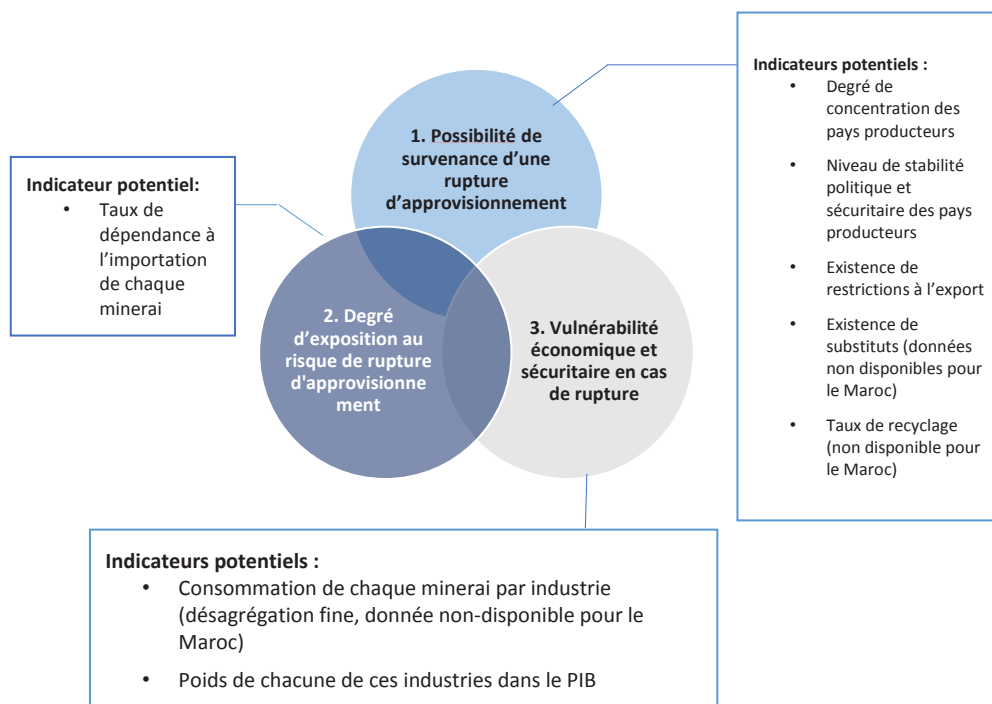 Indicateurs potentiels :
• Degré de
concentration des
pays producteurs
• Niveau de stabilité
politique et
sécuritaire des pays
producteurs
• Existence de
restrictions à l’export
• Existence de
substituts (données
non disponibles pour
le Maroc)
• Taux de recyclage
(non disponible pour
le Maroc)
1. Possibilité de
survenance d’une
rupture
d’approvisionnement
Indicateur potentiel:
• Taux de
dépendance à
l’importation
de chaque
minerai
2. Degré
d’exposition au
risque de rupture
d'approvisionne
ment
3. Vulnérabilité
économique et
sécuritaire en cas
de rupture
Indicateurs potentiels :
• Consommation de chaque minerai par industrie
(désagrégation fine, donnée non-disponible pour le
Maroc)
• Poids de chacune de ces industries dans le PIB